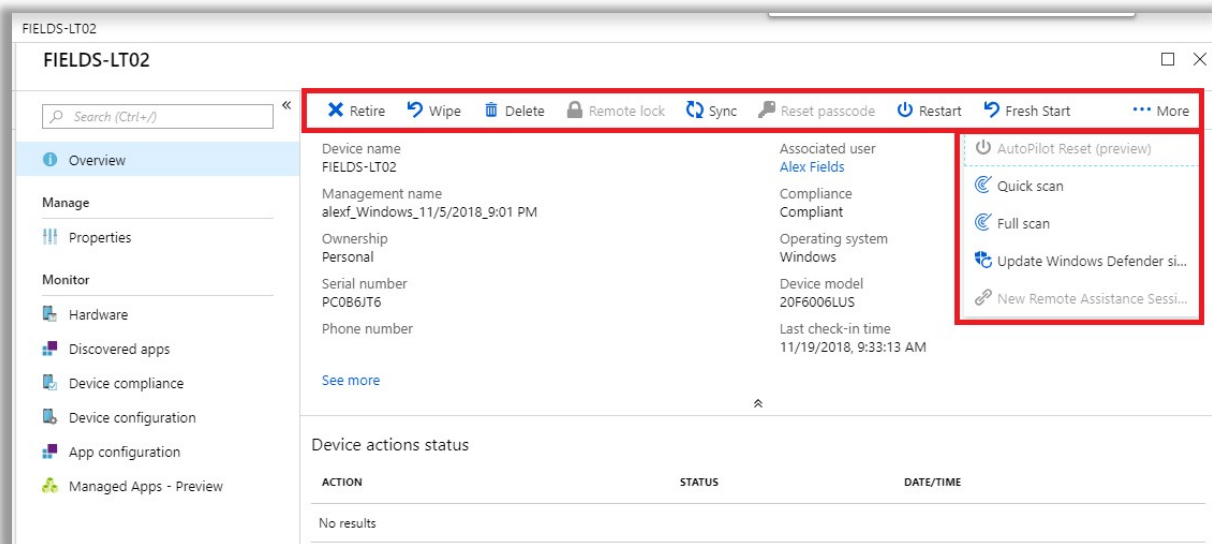 FIELDS-LT02
FIELDS-LT02
Search (Ctrl+/)
«
Retire Wipe Delete Remote lock Sync Reset passcode Restart Fresh Start ••• More
Overview
Manage
Properties
Monitor
Hardware
Discovered apps
Device compliance
Device configuration
App configuration
Managed Apps - Preview
Device name
FIELDS-LT02
Management name
alexf_Windows_11/5/2018_9:01 PM
Ownership
Personal
Serial number
PC0B6JT6
Phone number
See more
Associated user
Alex Fields
Compliance
Compliant
Operating system
Windows
Device model
20F6006LUS
Last check-in time
11/19/2018, 9:33:13 AM
AutoPilot Reset (preview)
Quick scan
Full scan
Update Windows Defender si...
New Remote Assistance Sessi...
Device actions status
ACTION STATUS DATE/TIME
No results